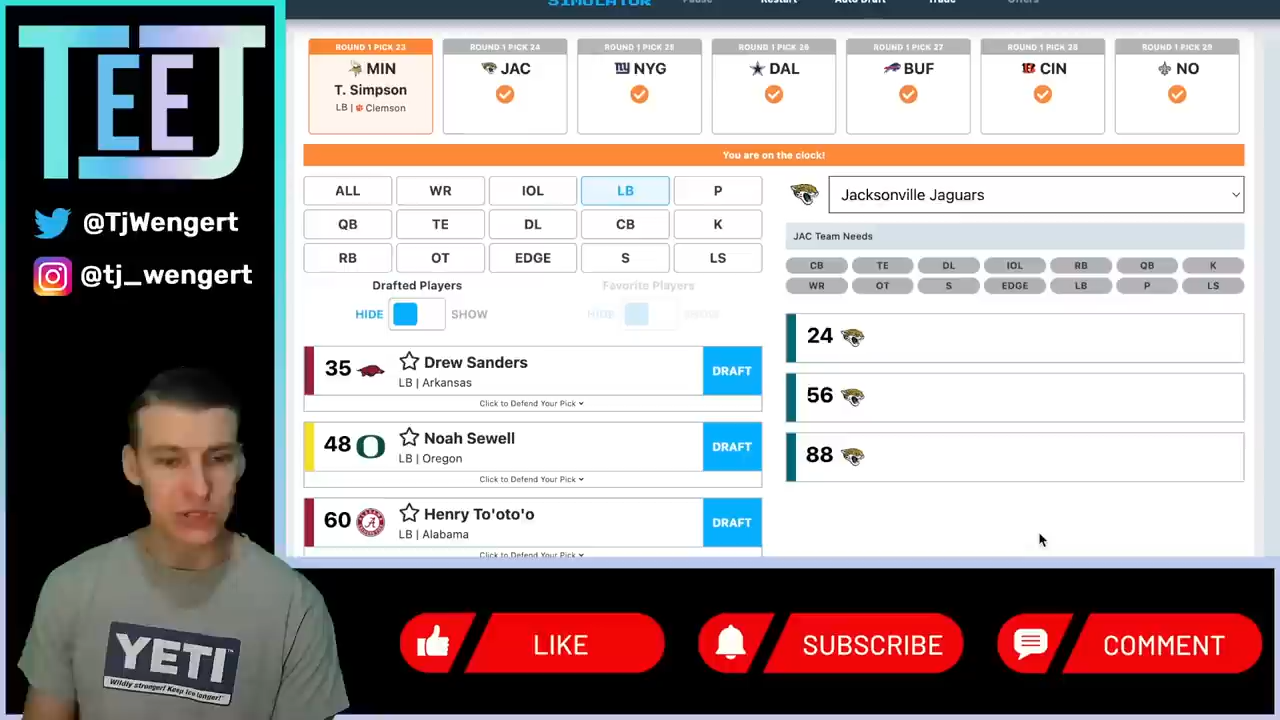 SIMULATOR
Pause Restart Auto Draft Trade Offers
ROUND 1 PICK 23
MIN
T. Simpson
LB | Clemson
ROUND 1 PICK 24
JAC
ROUND 1 PICK 25
NYG
ROUND 1 PICK 26
DAL
ROUND 1 PICK 27
BUF
ROUND 1 PICK 28
CIN
ROUND 1 PICK 29
NO
You are on the clock!
ALL WR IOL LB P
QB TE DL CB K
RB OT EDGE S LS
Drafted Players
HIDE SHOW
Favorite Players
HIDE SHOW
35 Drew Sanders
LB | Arkansas
DRAFT
Click to Defend Your Pick
48 Noah Sewell
LB | Oregon
DRAFT
Click to Defend Your Pick
60 Henry To'oto'o
LB | Alabama
DRAFT
Click to Defend Your Pick
Jacksonville Jaguars
JAC Team Needs
CB TE DL IOL RB QB K
WR OT S EDGE LB P LS
24
56
88
TEEJ
@TjWengert
@tj_wengert
YETI
Wildly stronger! Keep ice longer!
LIKE
SUBSCRIBE
COMMENT